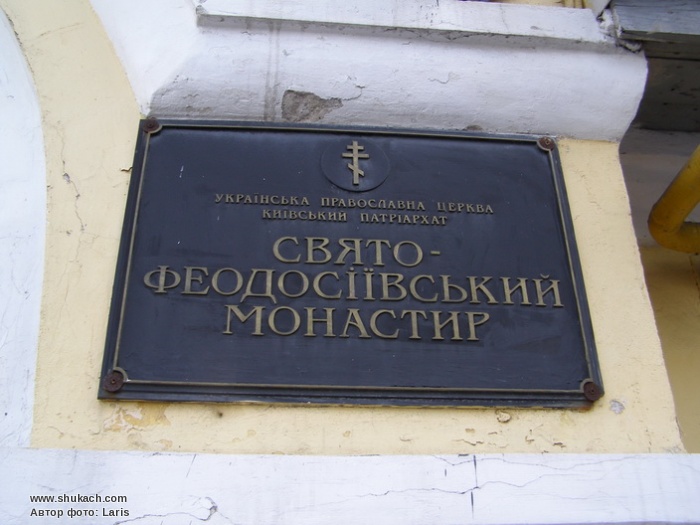 УКРАЇНСЬКА ПРАВОСЛАВНА ЦЕРКВА
КИЇВСЬКИЙ ПАТРІАРХАТ
СВЯТО-
ФЕОДОСІЇВСЬКИЙ
МОНАСТИР
www.shukach.com
Автор фото: Laris